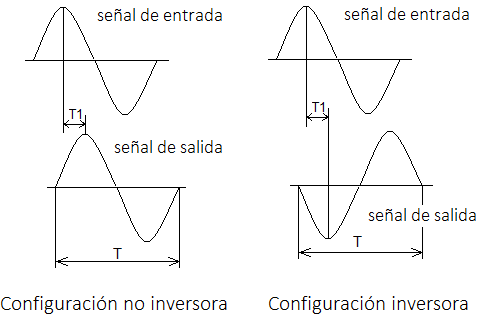 señal de entrada
señal de entrada
T1
T1
señal de salida
señal de salida
T
T
Configuración no inversora
Configuración inversora